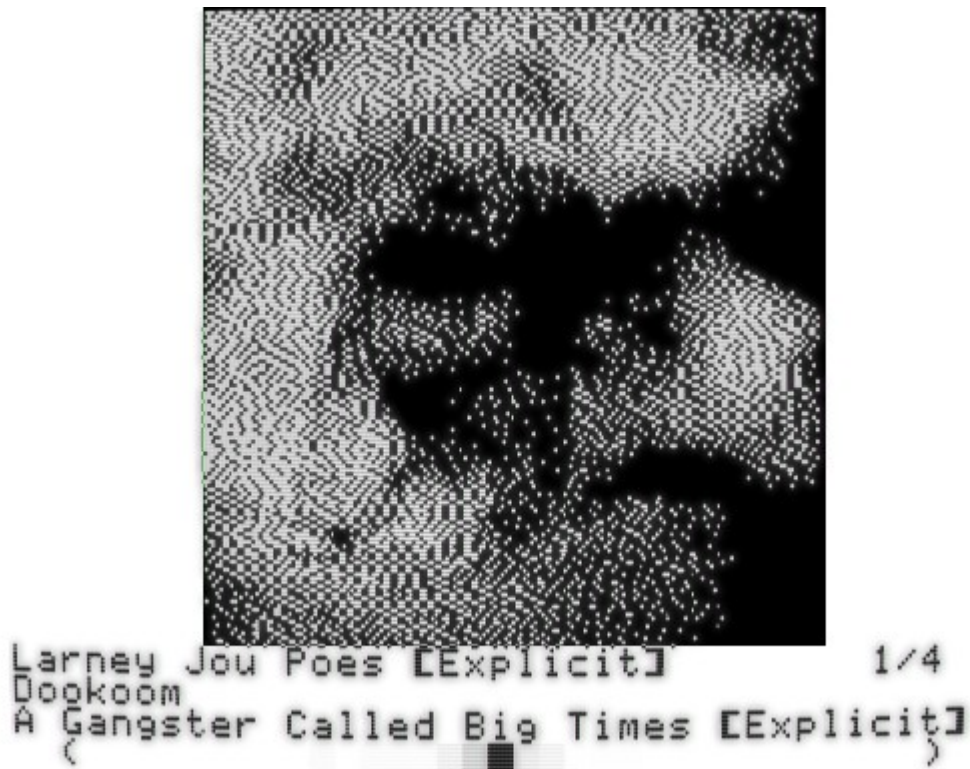 Larney Jou Poes [Explicit] 1/4
Dookoom
A Gangster Called Big Times [Explicit]
( )